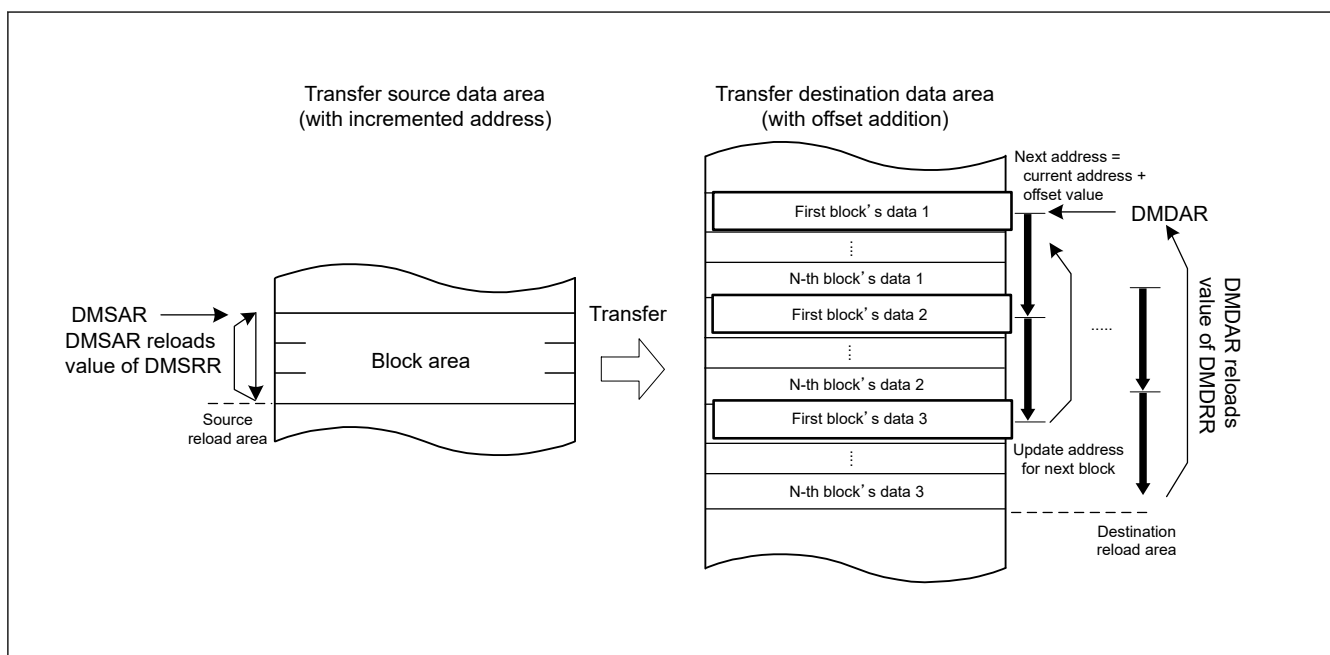 Transfer source data area
(with incremented address)
Transfer destination data area
(with offset addition)
Next address =
current address +
offset value
DMDAR
First block’s data 1
⋮
N-th block’s data 1
First block’s data 2
⋮
N-th block’s data 2
First block’s data 3
⋮
N-th block’s data 3
DMSAR
DMSAR reloads
value of DMSRR
Source
reload area
Block area
Transfer
.....
Update address
for next block
Destination
reload area
DMDAR reloads
value of DMDRR